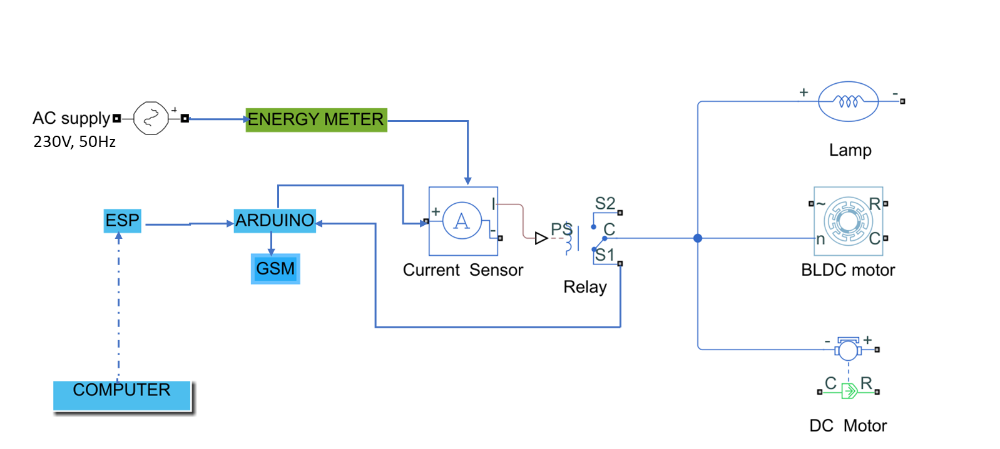 AC supply
+
230V, 50Hz
ENERGY METER
+ -
Lamp
ESP
ARDUINO
GSM
+ I
A
-
Current Sensor
PS
S2
C
S1
Relay
~ R
n C
BLDC motor
- +
C R
DC Motor
COMPUTER